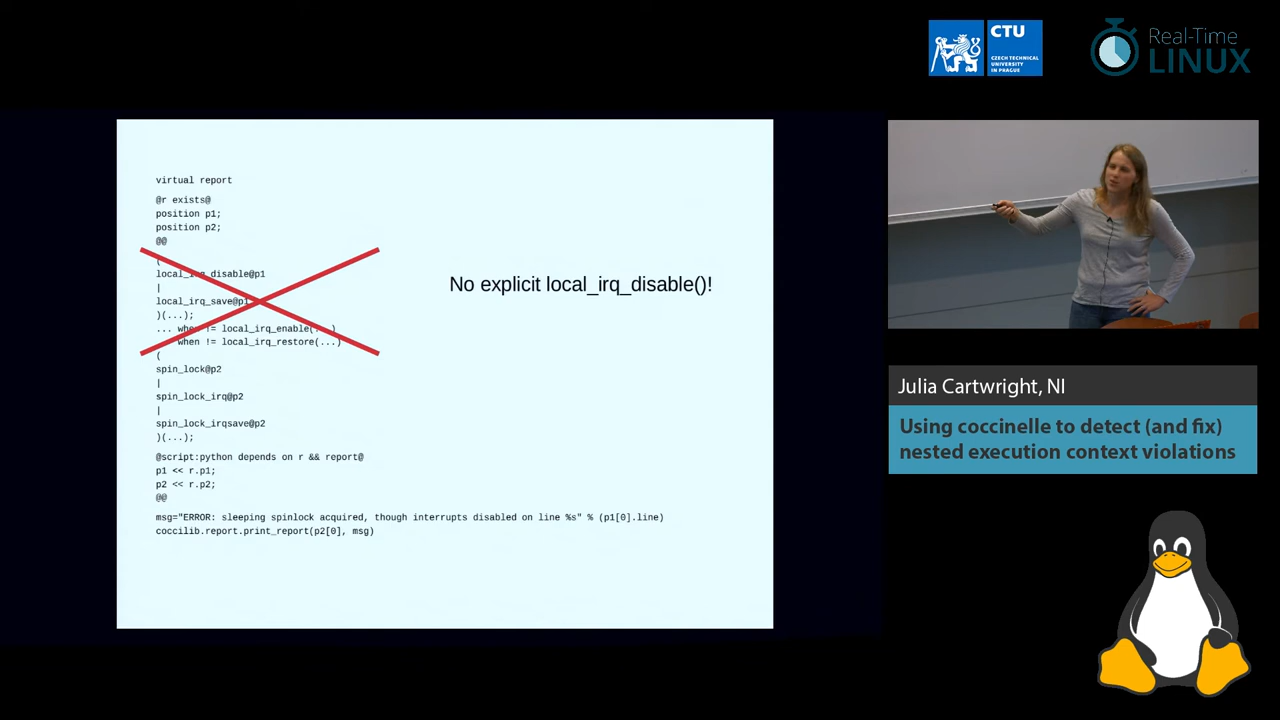 CTU
CZECH TECHNICAL
UNIVERSITY
IN PRAGUE
Real-Time
LINUX
virtual report
@r exists@
position p1;
position p2;
@@
(
local_irq_disable@p1
|
local_irq_save@p1
)(...);
... when != local_irq_enable(...)
when != local_irq_restore(...)
(
spin_lock@p2
|
spin_lock_irq@p2
|
spin_lock_irqsave@p2
)(...);
@script:python depends on r && report@
p1 << r.p1;
p2 << r.p2;
@@
msg="ERROR: sleeping spinlock acquired, though interrupts disabled on line %s" % (p1[0].line)
coccilib.report.print_report(p2[0], msg)
No explicit local_irq_disable()!
Julia Cartwright, NI
Using coccinelle to detect (and fix)
nested execution context violations